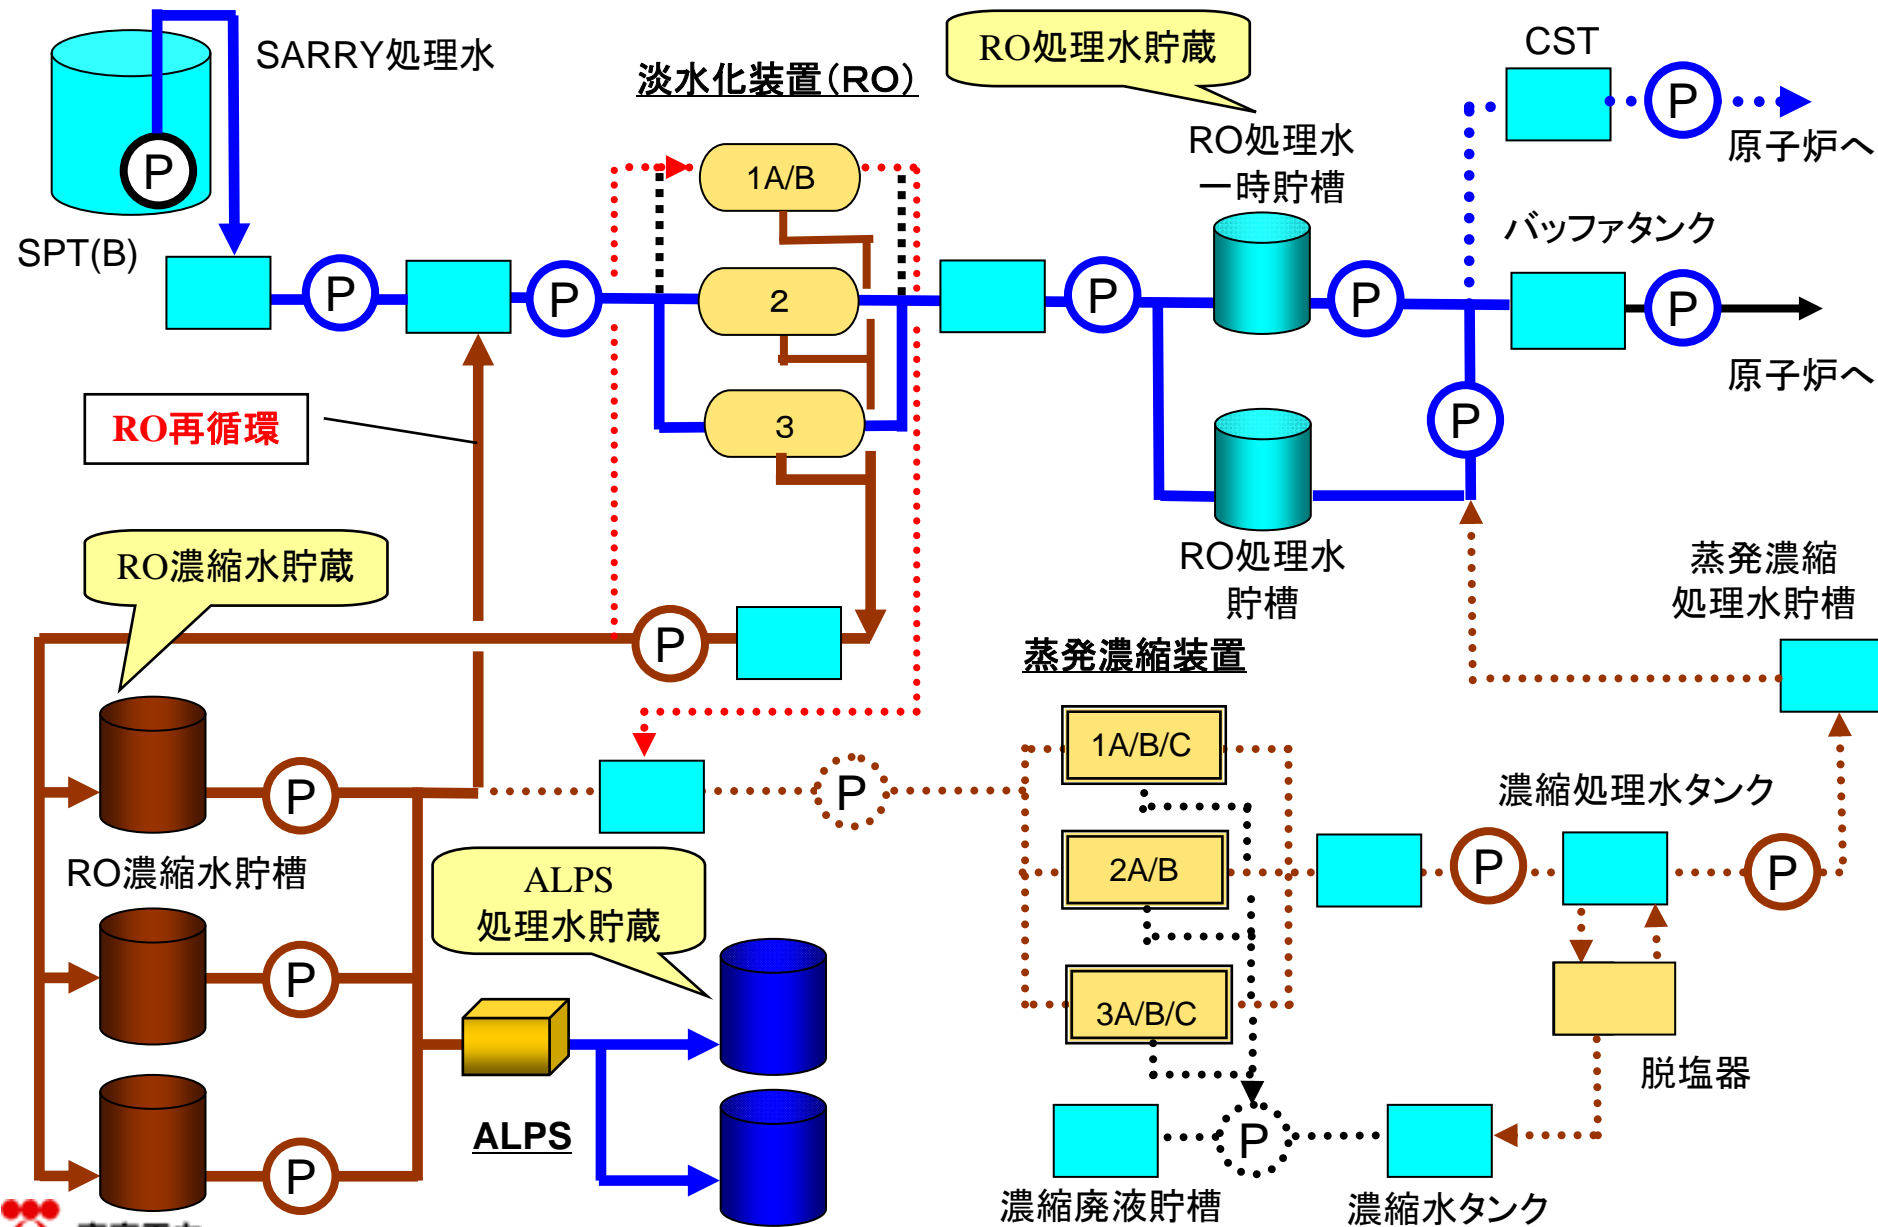 SARRY処理水
P
SPT(B)
P
P
淡水化装置(RO)
1A/B
2
3
RO処理水貯蔵
RO処理水
一時貯槽
P
P
CST
P
原子炉へ
バッファタンク
P
原子炉へ
P
RO処理水
貯槽
RO再循環
RO濃縮水貯蔵
P
蒸発濃縮
処理水貯槽
蒸発濃縮装置
1A/B/C
2A/B
3A/B/C
P
P
RO濃縮水貯槽
P
P
ALPS
処理水貯蔵
ALPS
濃縮処理水タンク
P
P
脱塩器
P
濃縮廃液貯槽
濃縮水タンク